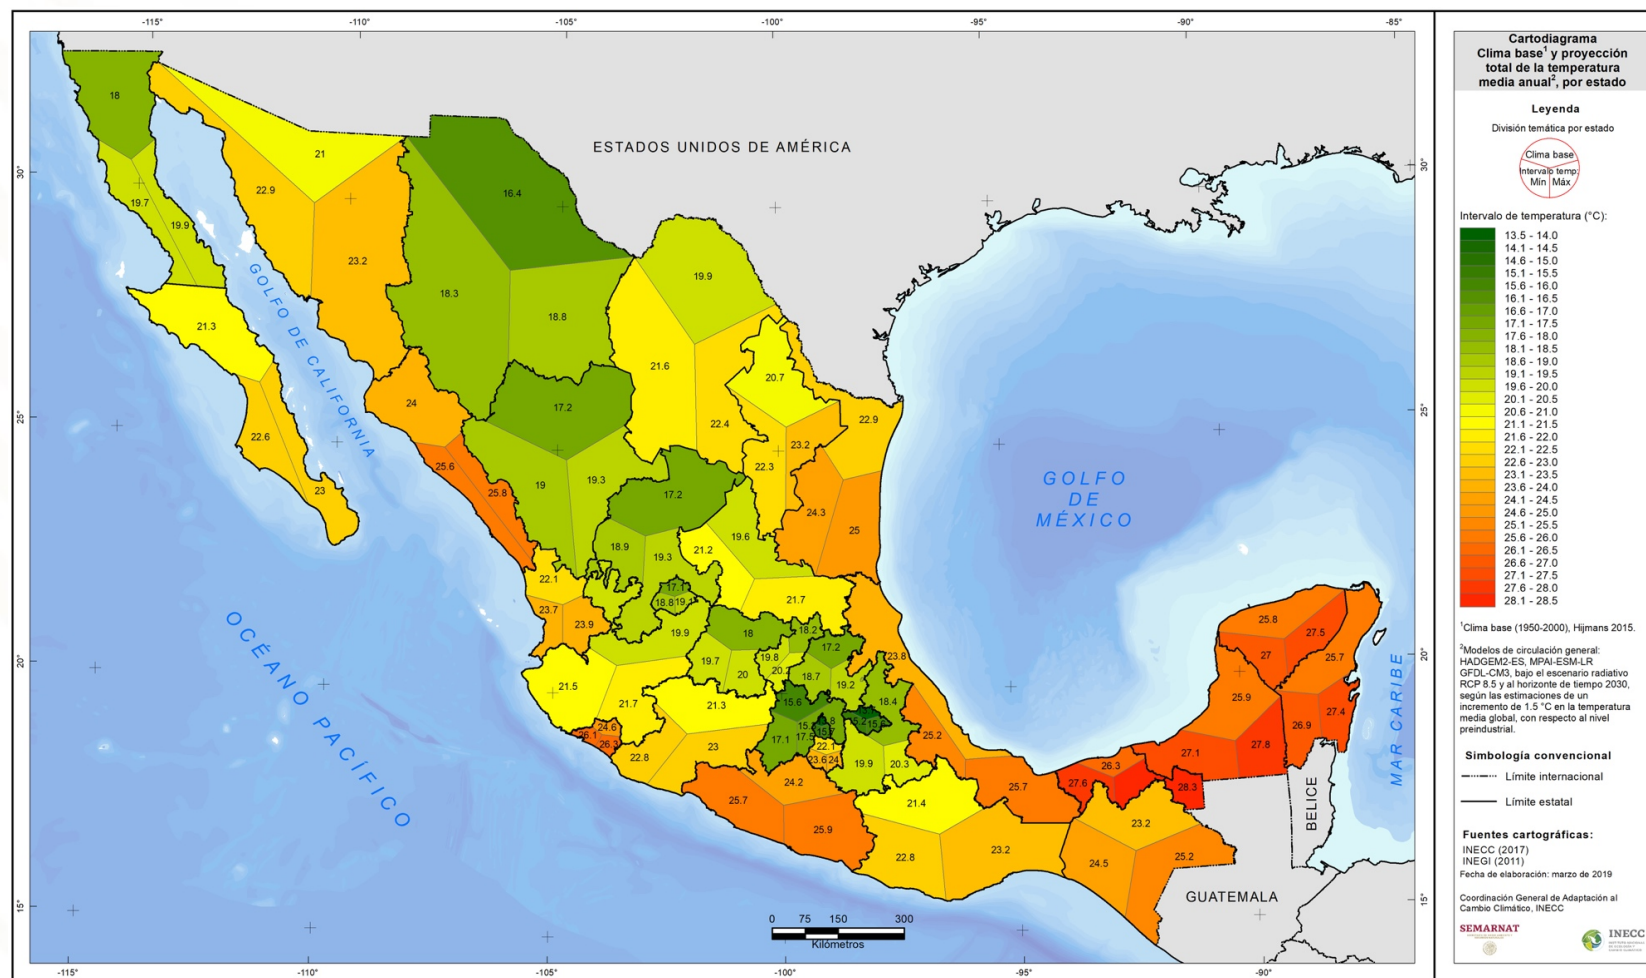 -115°
-110°
-105°
-100°
-95°
-90°
-85°
30°
25°
20°
15°
30°
25°
20°
15°
-115°
-110°
-105°
-100°
-95°
-90°
ESTADOS UNIDOS DE AMÉRICA
GOLFO DE CALIFORNIA
OCÉANO PACÍFICO
GOLFO
DE
MÉXICO
MAR CARIBE
BELICE
GUATEMALA
18
19.7
19.9
21.3
22.6
23
21
22.9
23.2
16.4
18.3
18.8
19.9
21.6
22.4
20.7
22.3
23.2
22.9
24.3
25
24
25.6
25.8
17.2
19
19.3
17.2
18.9
19.3
19.6
21.2
21.7
22.1
23.7
23.9
17.1
18.8
19.1
19.9
21.5
21.7
18
19.7
20
18.2
19.8
17.2
18.7
19.2
23.8
25.2
25.7
24.6
26.1
26.3
21.3
22.8
23
15.6
17.1
17.5
15.7
22.1
23.6
24
15.2
18.4
19.9
20.3
24.2
25.7
25.9
21.4
22.8
23.2
26.3
27.6
28.3
23.2
24.5
25.2
25.9
27.1
27.8
25.8
27
27.5
25.7
26.9
27.4
0 75 150 300
Kilómetros
Cartodiagrama
Clima base¹ y proyección
total de la temperatura
media anual², por estado
Leyenda
División temática por estado
Clima base
Intervalo temp:
Mín Máx
Intervalo de temperatura (°C):
13.5 - 14.0
14.1 - 14.5
14.6 - 15.0
15.1 - 15.5
15.6 - 16.0
16.1 - 16.5
16.6 - 17.0
17.1 - 17.5
17.6 - 18.0
18.1 - 18.5
18.6 - 19.0
19.1 - 19.5
19.6 - 20.0
20.1 - 20.5
20.6 - 21.0
21.1 - 21.5
21.6 - 22.0
22.1 - 22.5
22.6 - 23.0
23.1 - 23.5
23.6 - 24.0
24.1 - 24.5
24.6 - 25.0
25.1 - 25.5
25.6 - 26.0
26.1 - 26.5
26.6 - 27.0
27.1 - 27.5
27.6 - 28.0
28.1 - 28.5
¹Clima base (1950-2000), Hijmans 2015.
²Modelos de circulación general:
HADGEM2-ES, MPAI-ESM-LR
GFDL-CM3, bajo el escenario radiativo
RCP 8.5 y al horizonte de tiempo 2030,
según las estimaciones de un
incremento de 1.5 °C en la temperatura
media global, con respecto al nivel
preindustrial.
Simbología convencional
Límite internacional
Límite estatal
Fuentes cartográficas:
INECC (2017)
INEGI (2011)
Fecha de elaboración: marzo de 2019
Coordinación General de Adaptación al
Cambio Climático, INECC
SEMARNAT
INECC